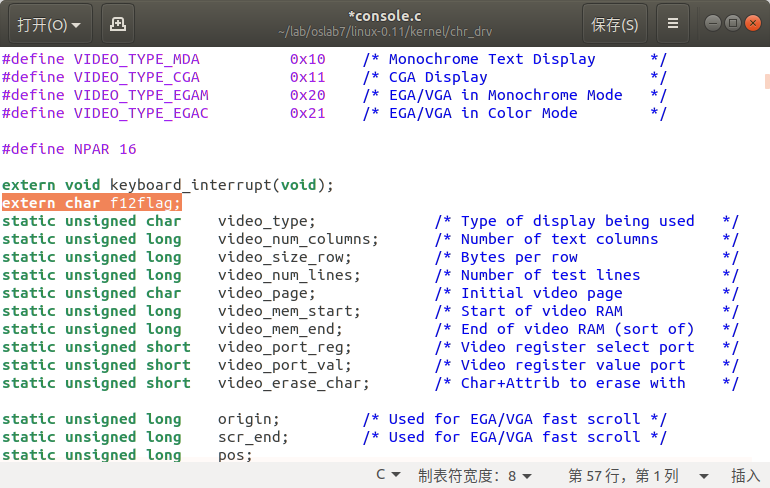 打开(O)
*console.c
~/lab/oslab7/linux-0.11/kernel/chr_drv
保存(S)
#define VIDEO_TYPE_MDA 0x10 /* Monochrome Text Display */
#define VIDEO_TYPE_CGA 0x11 /* CGA Display */
#define VIDEO_TYPE_EGAM 0x20 /* EGA/VGA in Monochrome Mode */
#define VIDEO_TYPE_EGAC 0x21 /* EGA/VGA in Color Mode */
#define NPAR 16
extern void keyboard_interrupt(void);
extern char f12flag;
static unsigned char video_type; /* Type of display being used */
static unsigned long video_num_columns; /* Number of text columns */
static unsigned long video_size_row; /* Bytes per row */
static unsigned long video_num_lines; /* Number of test lines */
static unsigned char video_page; /* Initial video page */
static unsigned long video_mem_start; /* Start of video RAM */
static unsigned long video_mem_end; /* End of video RAM (sort of) */
static unsigned short video_port_reg; /* Video register select port */
static unsigned short video_port_val; /* Video register value port */
static unsigned short video_erase_char; /* Char+Attrib to erase with */
static unsigned long origin; /* Used for EGA/VGA fast scroll */
static unsigned long scr_end; /* Used for EGA/VGA fast scroll */
static unsigned long pos;
C 制表符宽度：8 第 57 行，第 1 列 插入